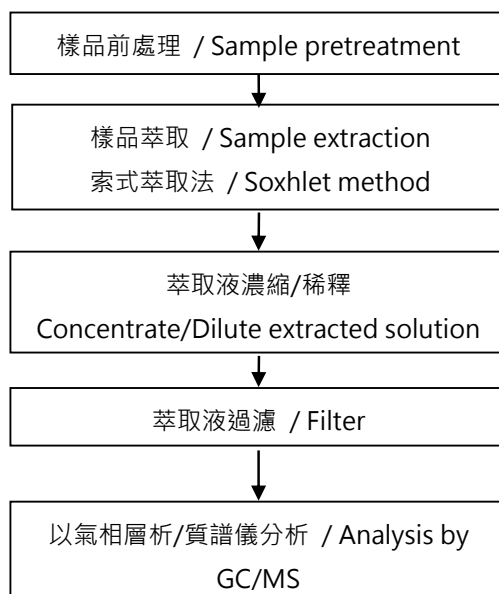 樣品前處理 / Sample pretreatment
樣品萃取 / Sample extraction
索式萃取法 / Soxhlet method
萃取液濃縮/稀釋
Concentrate/Dilute extracted solution
萃取液過濾 / Filter
以氣相層析/質譜儀分析 / Analysis by
GC/MS